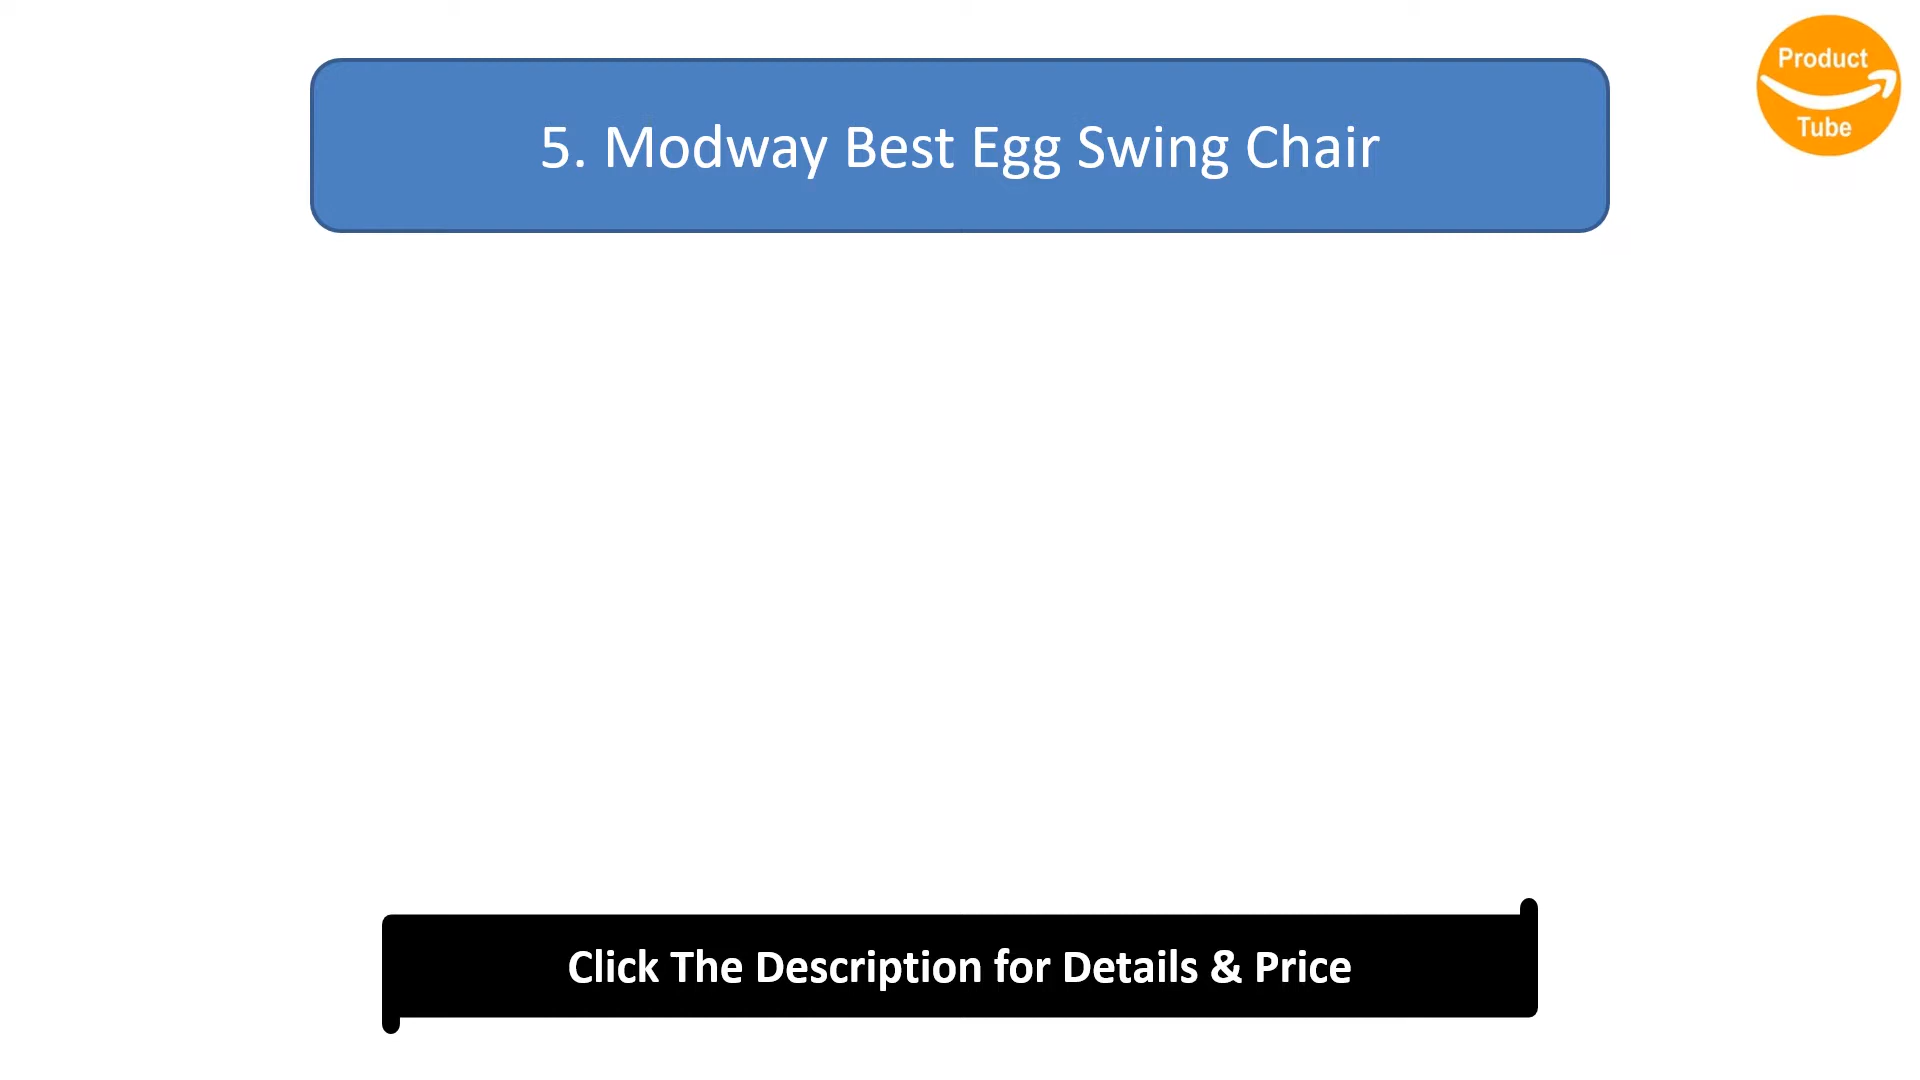 Product
Tube
5. Modway Best Egg Swing Chair
Click The Description for Details & Price